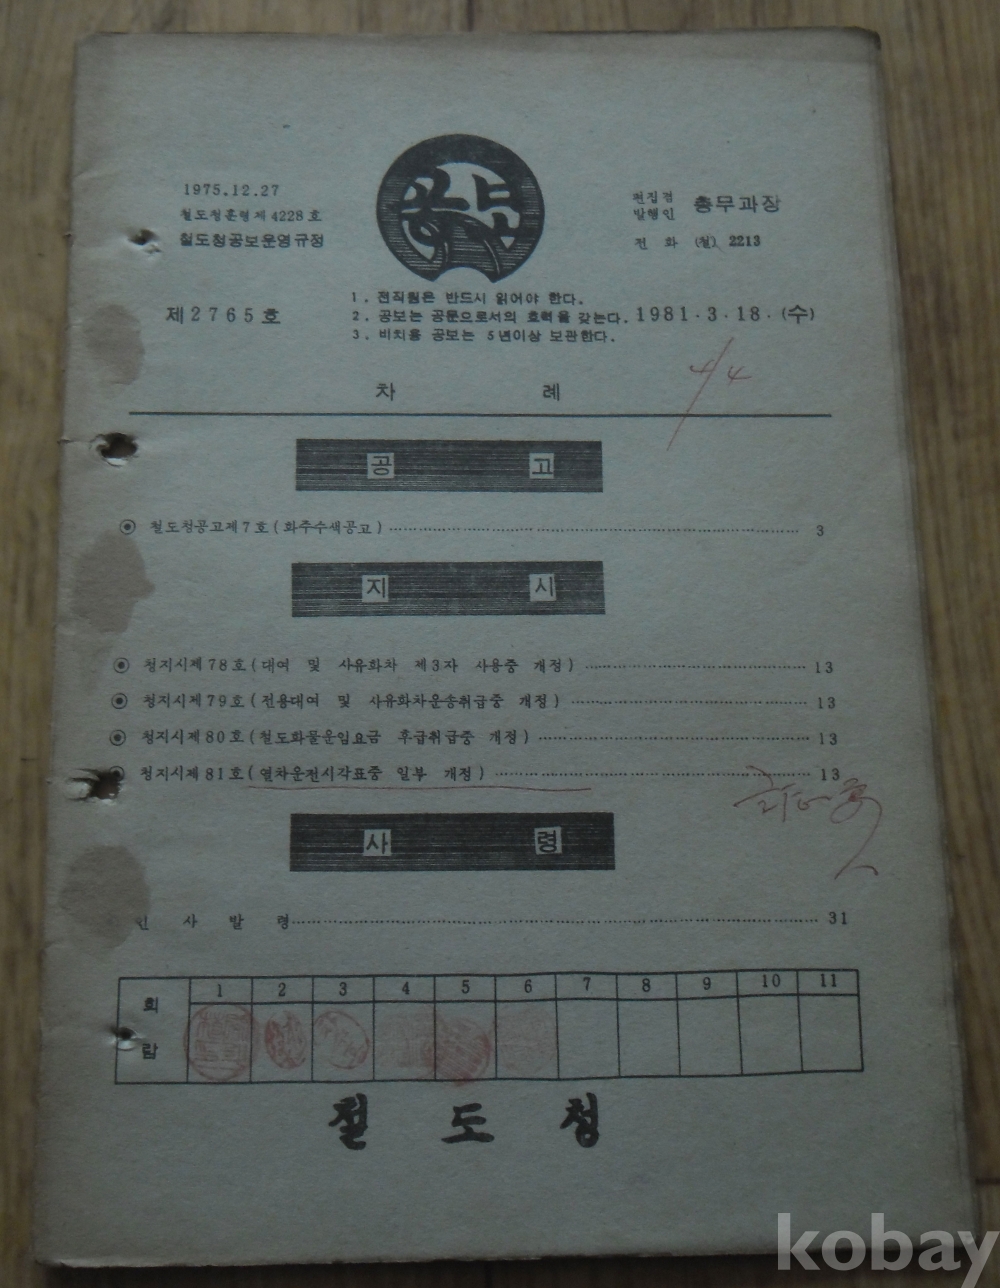 1975.12.27
철도청훈령제 4228 호
철도청공보운영규정
공보
편집겸
발행인 총무과장
전 화 (철) 2213
제2765호
1. 전직원은 반드시 읽어야 한다.
2. 공보는 공문으로서의 효력을 갖는다.
3. 비치용 공보는 5년이상 보관한다.
1981.3.18.(수)
4/4
차 례
공 고
◉ 철도청공고제7호(화주수색공고) 3
지 시
◉ 청지시제78호(대여 및 사유화차 제3자 사용중 개정) 13
◉ 청지시제79호(전용대여 및 사유화차운송취급중 개정) 13
◉ 청지시제80호(철도화물운임요금 후급취급중 개정) 13
◉ 청지시제81호(열차운전시각표중 일부 개정) 13
사 령
인 사 발 령 31
회람 1 2 3 4 5 6 7 8 9 10 11
철 도 청
kobay